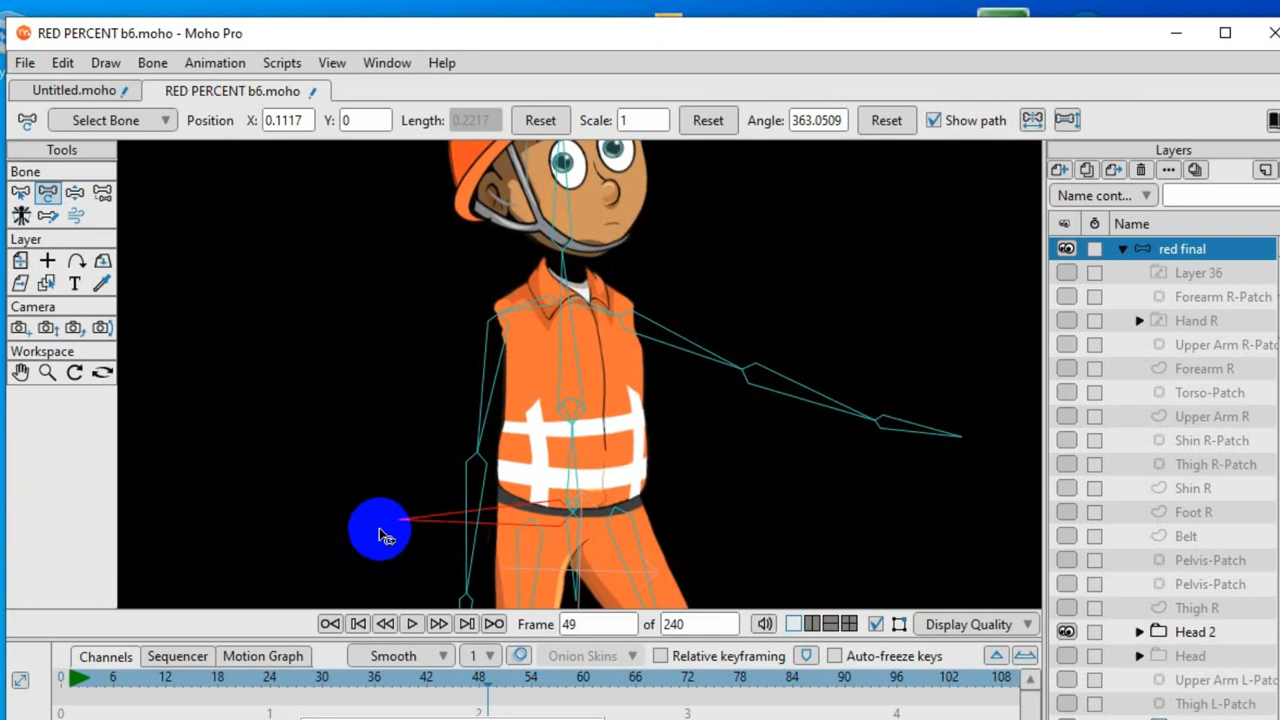 RED PERCENT b6.moho - Moho Pro
File Edit Draw Bone Animation Scripts View Window Help
Untitled.moho RED PERCENT b6.moho
Select Bone Position X: 0.1117 Y: 0 Length: 0.2217 Reset Scale: 1 Reset Angle: 363.0509 Reset Show path
Tools
Bone
Layer
T
Camera
Workspace
Layers
Name cont...
Name
red final
Layer 36
Forearm R-Patch
Hand R
Upper Arm R-Patc
Forearm R
Torso-Patch
Upper Arm R
Shin R-Patch
Thigh R-Patch
Shin R
Foot R
Belt
Pelvis-Patch
Pelvis-Patch
Thigh R
Head 2
Head
Upper Arm L-Patc
Thigh L-Patch
Frame 49 of 240 Display Quality
Channels Sequencer Motion Graph Smooth 1 Onion Skins Relative keyframing Auto-freeze keys
0 6 12 18 24 30 36 42 48 54 60 66 72 78 84 90 96 102 108
0 1 2 3 4